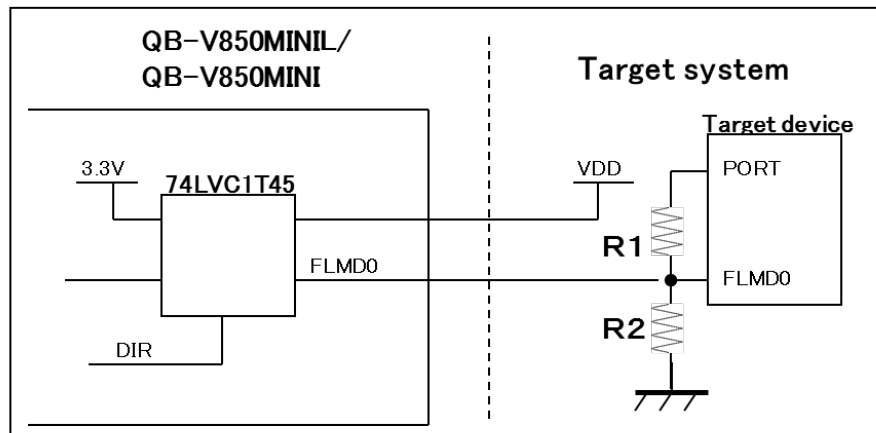 QB-V850MINIL/
QB-V850MINI
Target system
Target device
3.3V
74LVC1T45
VDD
PORT
R1
FLMD0
FLMD0
R2
DIR